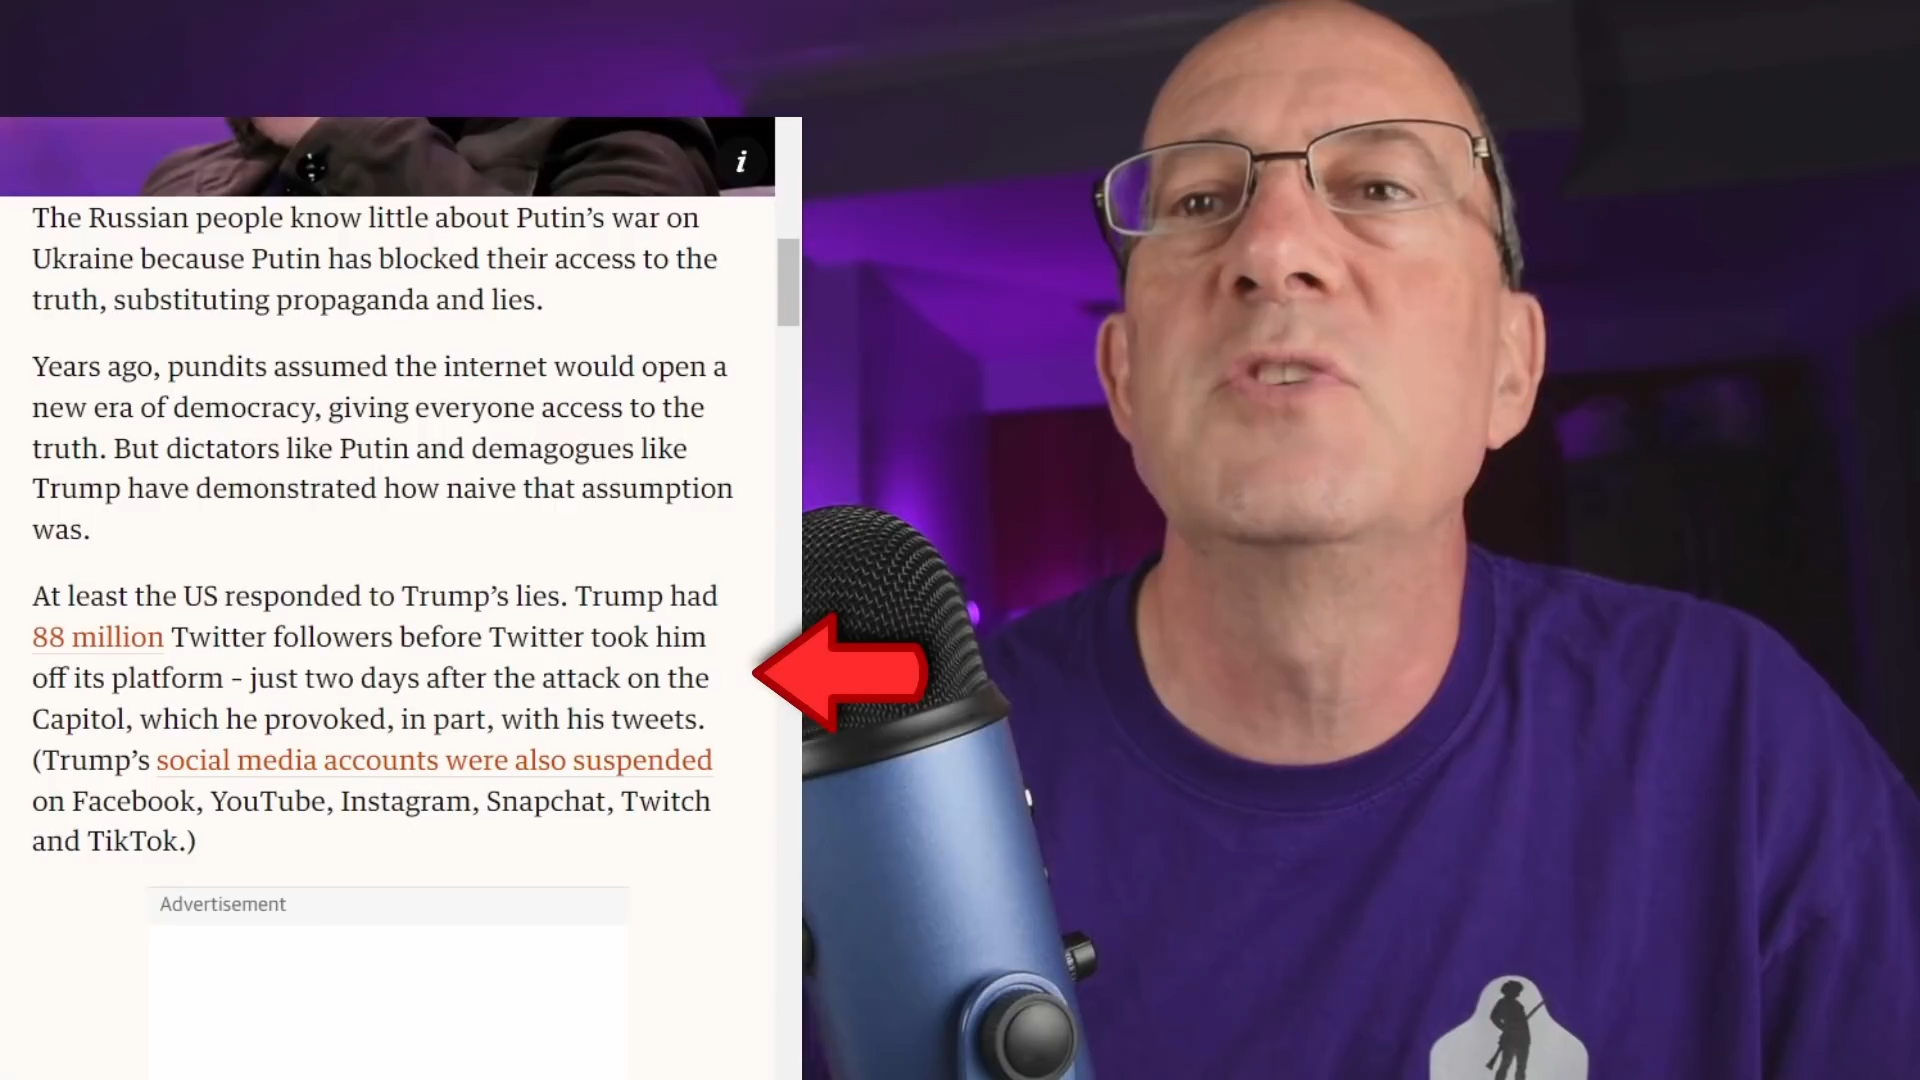 i
The Russian people know little about Putin’s war on
Ukraine because Putin has blocked their access to the
truth, substituting propaganda and lies.
Years ago, pundits assumed the internet would open a
new era of democracy, giving everyone access to the
truth. But dictators like Putin and demagogues like
Trump have demonstrated how naive that assumption
was.
At least the US responded to Trump’s lies. Trump had
88 million Twitter followers before Twitter took him
off its platform – just two days after the attack on the
Capitol, which he provoked, in part, with his tweets.
(Trump’s social media accounts were also suspended
on Facebook, YouTube, Instagram, Snapchat, Twitch
and TikTok.)
Advertisement